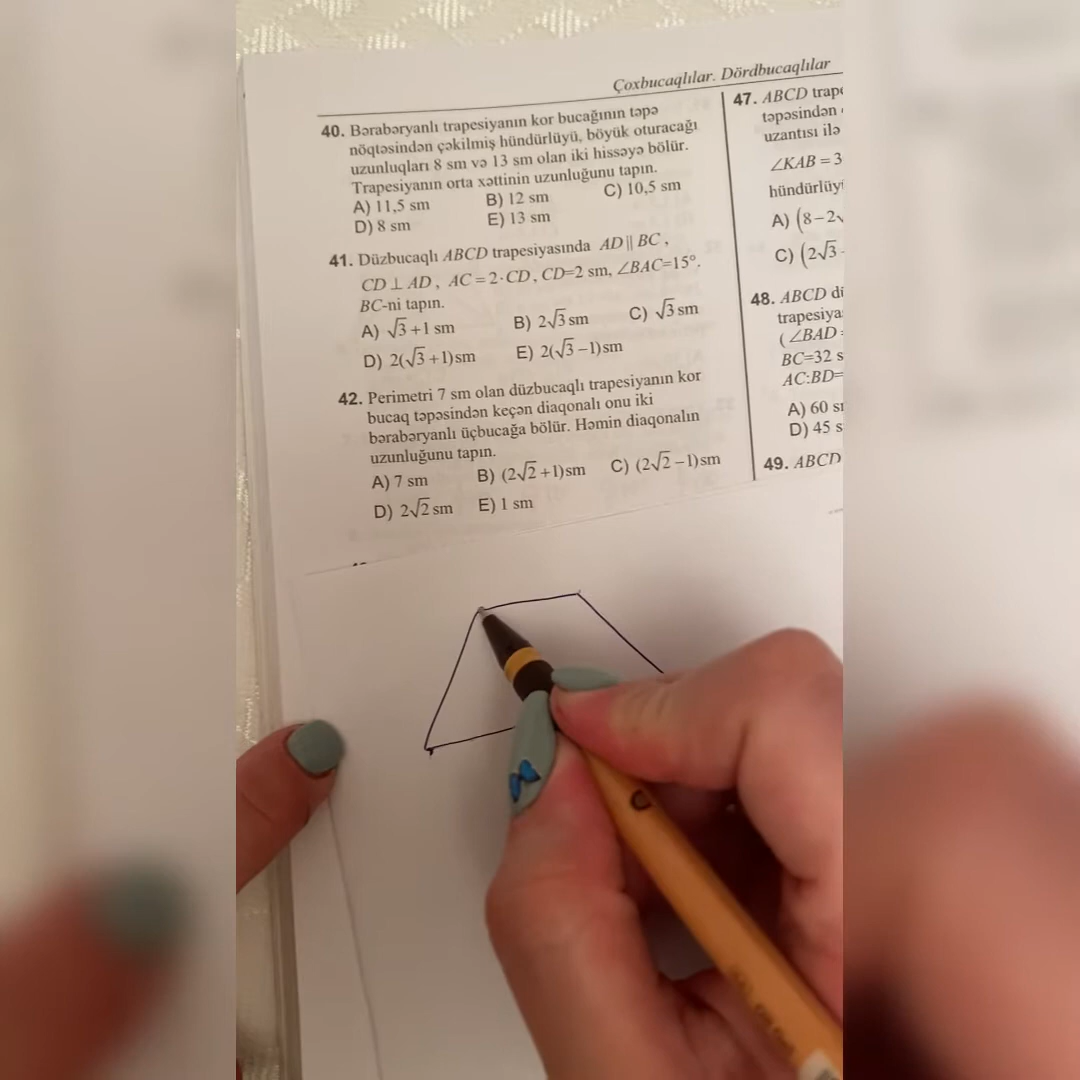 Çoxbucaqlılar. Dördbucaqlılar
40. Bərabəryanlı trapesiyanın kor bucağının təpə
nöqtəsindən çəkilmiş hündürlüyü, böyük oturacağı
uzunluqları 8 sm və 13 sm olan iki hissəyə bölür.
Trapesiyanın orta xəttinin uzunluğunu tapın.
A) 11,5 sm B) 12 sm C) 10,5 sm
D) 8 sm E) 13 sm
41. Düzbucaqlı ABCD trapesiyasında AD || BC,
CD ⊥ AD, AC = 2·CD, CD=2 sm, ∠BAC=15°.
BC-ni tapın.
A) √3+1 sm B) 2√3 sm C) √3 sm
D) 2(√3+1)sm E) 2(√3−1)sm
42. Perimetri 7 sm olan düzbucaqlı trapesiyanın kor
bucaq təpəsindən keçən diaqonalı onu iki
bərabəryanlı üçbucağa bölür. Həmin diaqonalın
uzunluğunu tapın.
A) 7 sm B) (2√2+1)sm C) (2√2−1)sm
D) 2√2 sm E) 1 sm
47. ABCD trap
təpəsindən
uzantısı ilə
∠KAB = 3
hündürlüy
A) (8−2
C) (2√3
48. ABCD dü
trapesiya
(∠BAD
BC=32 s
AC:BD=
A) 60 s
D) 45 s
49. ABCD